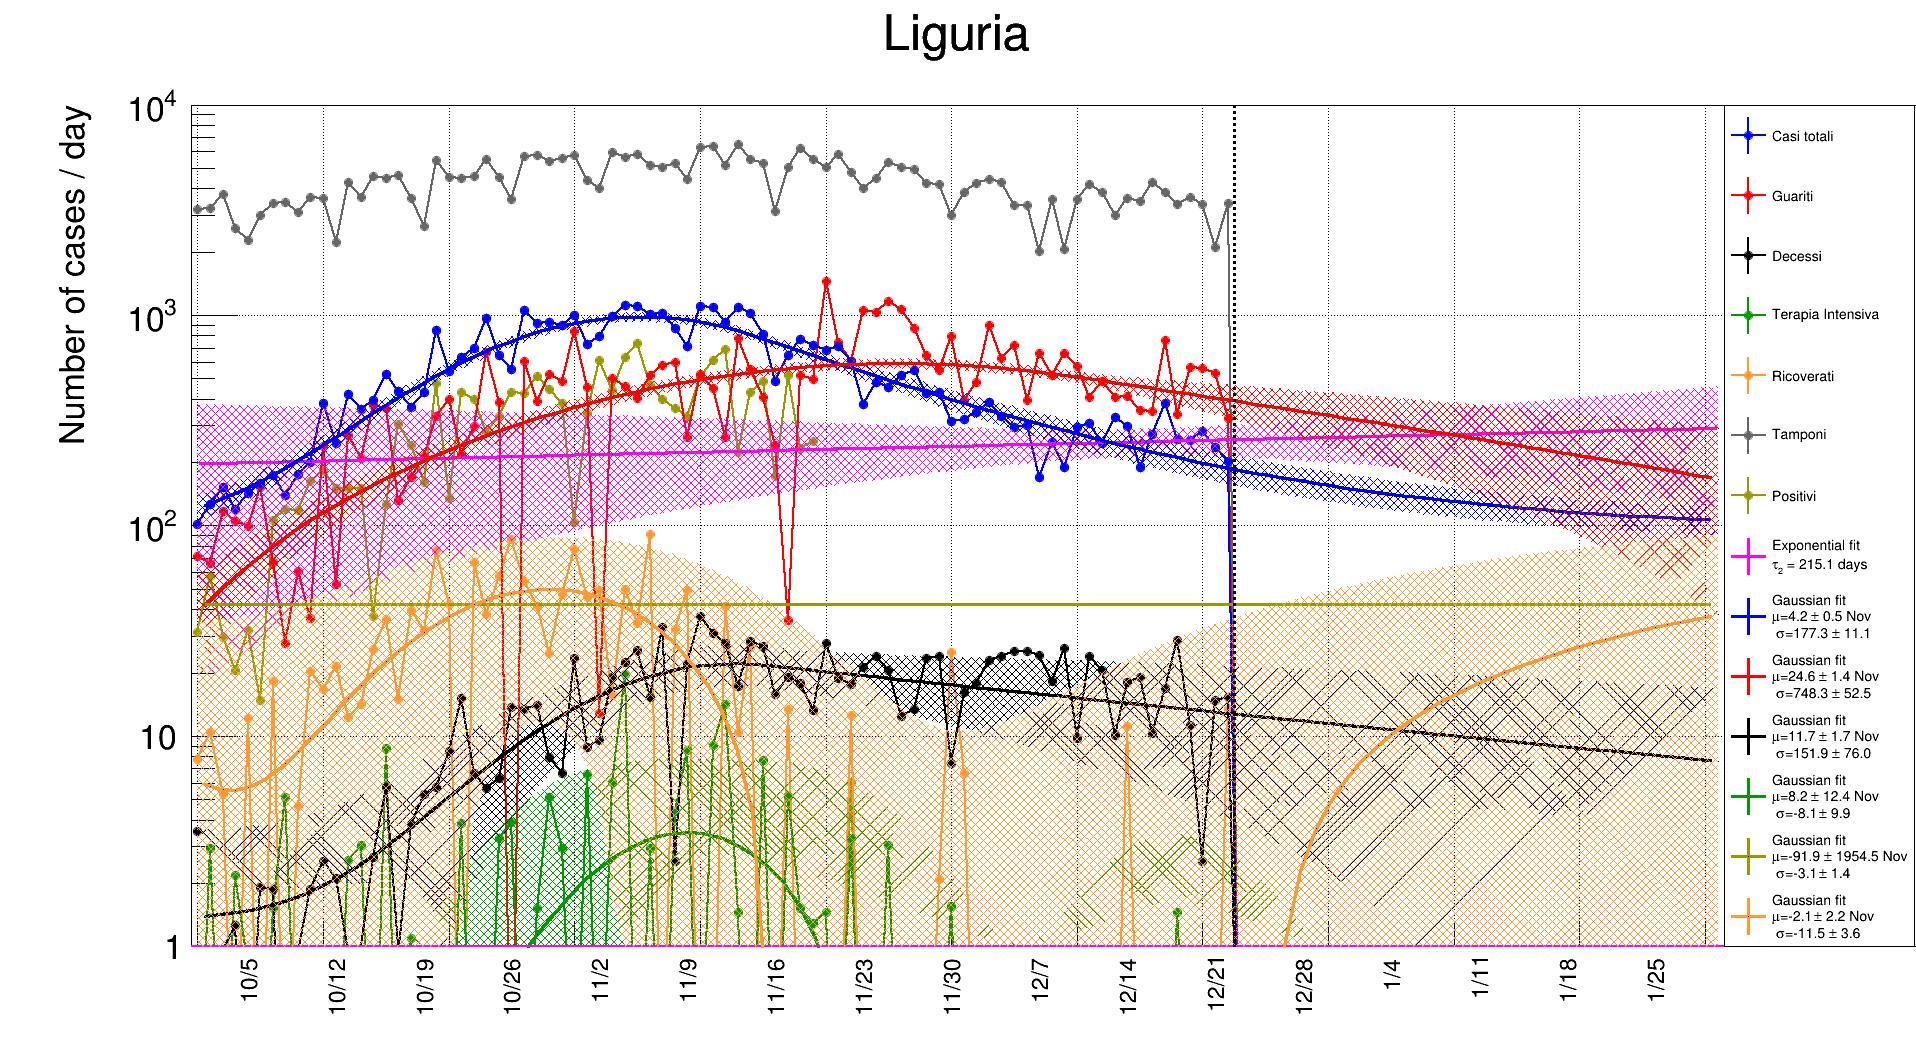 Liguria
Number of cases / day
10^4
10^3
10^2
10
1
10/5
10/12
10/19
10/26
11/2
11/9
11/16
11/23
11/30
12/7
12/14
12/21
12/28
1/4
1/11
1/18
1/25
Casi totali
Guariti
Decessi
Terapia Intensiva
Ricoverati
Tamponi
Positivi
Exponential fit
τ₂ = 215.1 days
Gaussian fit
μ=4.2 ± 0.5 Nov
σ=177.3 ± 11.1
Gaussian fit
μ=24.6 ± 1.4 Nov
σ=748.3 ± 52.5
Gaussian fit
μ=11.7 ± 1.7 Nov
σ=151.9 ± 76.0
Gaussian fit
μ=8.2 ± 12.4 Nov
σ=-8.1 ± 9.9
Gaussian fit
μ=-91.9 ± 1954.5 Nov
σ=-3.1 ± 1.4
Gaussian fit
μ=-2.1 ± 2.2 Nov
σ=-11.5 ± 3.6